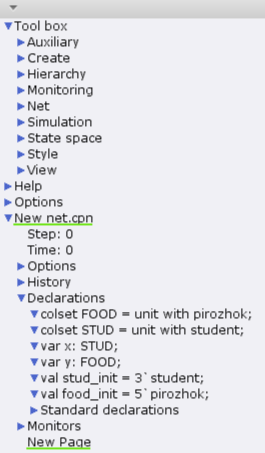 Tool box
Auxiliary
Create
Hierarchy
Monitoring
Net
Simulation
State space
Style
View
Help
Options
New net.cpn
Step: 0
Time: 0
Options
History
Declarations
colset FOOD = unit with pirozhok;
colset STUD = unit with student;
var x: STUD;
var y: FOOD;
val stud_init = 3`student;
val food_init = 5`pirozhok;
Standard declarations
Monitors
New Page